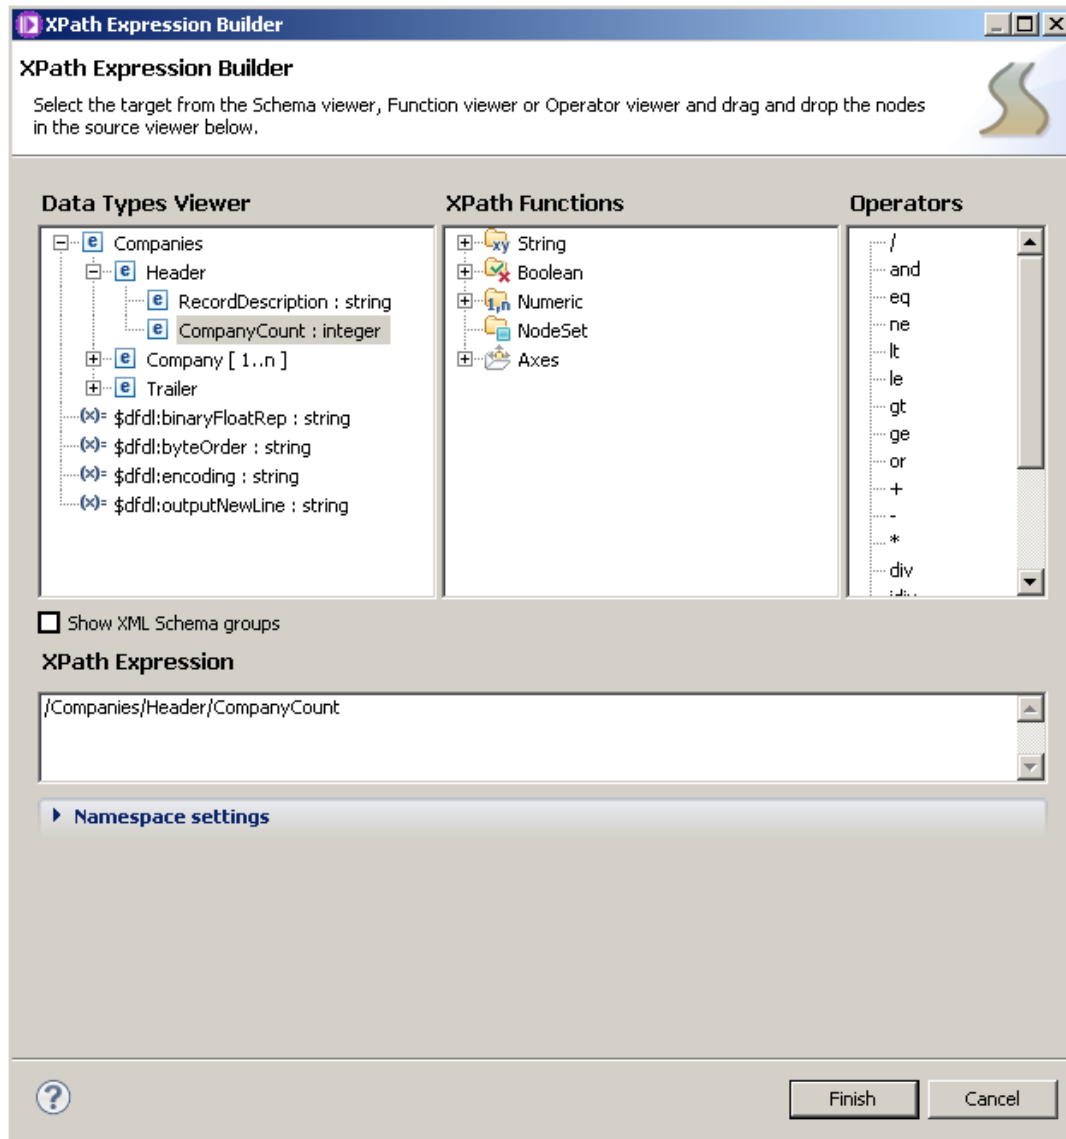 XPath Expression Builder
XPath Expression Builder
Select the target from the Schema viewer, Function viewer or Operator viewer and drag and drop the nodes
in the source viewer below.
Data Types Viewer
Companies
Header
RecordDescription : string
CompanyCount : integer
Company [ 1..n ]
Trailer
(x)= $dfdl:binaryFloatRep : string
(x)= $dfdl:byteOrder : string
(x)= $dfdl:encoding : string
(x)= $dfdl:outputNewLine : string
XPath Functions
String
Boolean
Numeric
NodeSet
Axes
Operators
/
and
eq
ne
lt
le
gt
ge
or
+
-
*
div
Show XML Schema groups
XPath Expression
/Companies/Header/CompanyCount
Namespace settings
Finish
Cancel